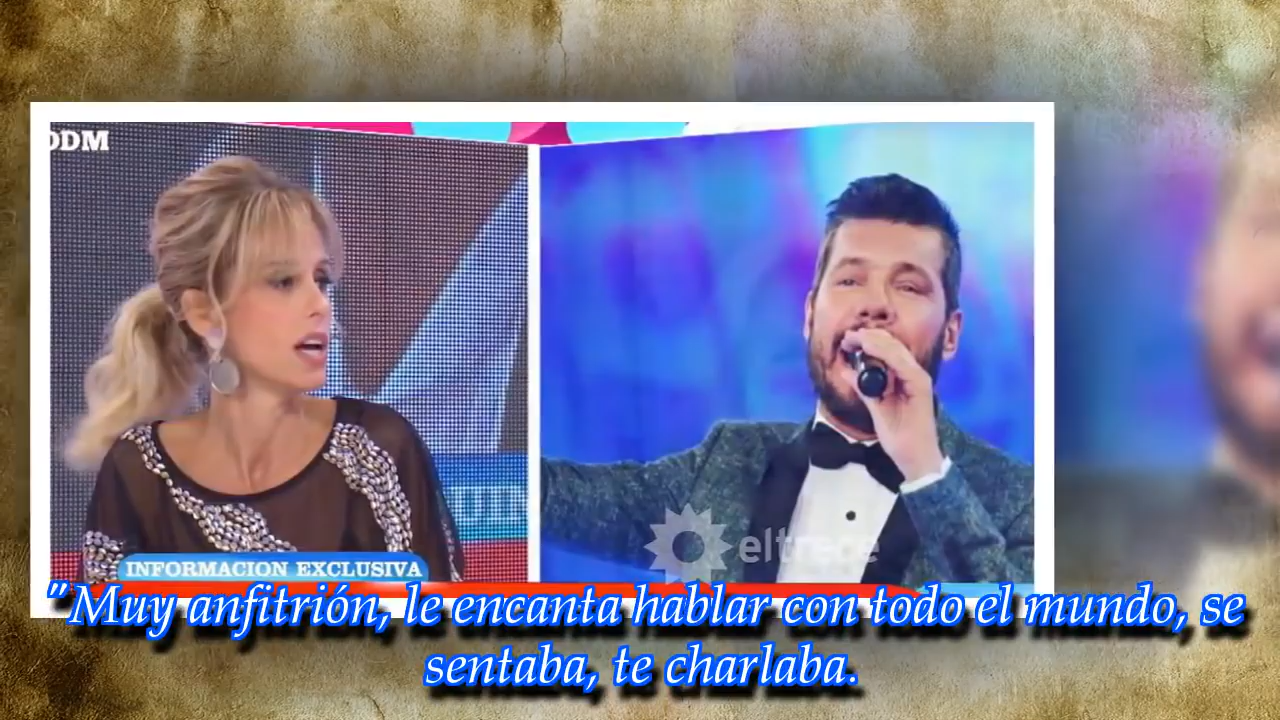 DDM
eltrece
INFORMACION EXCLUSIVA
"Muy anfitrión, le encanta hablar con todo el mundo, se
sentaba, te charlaba.